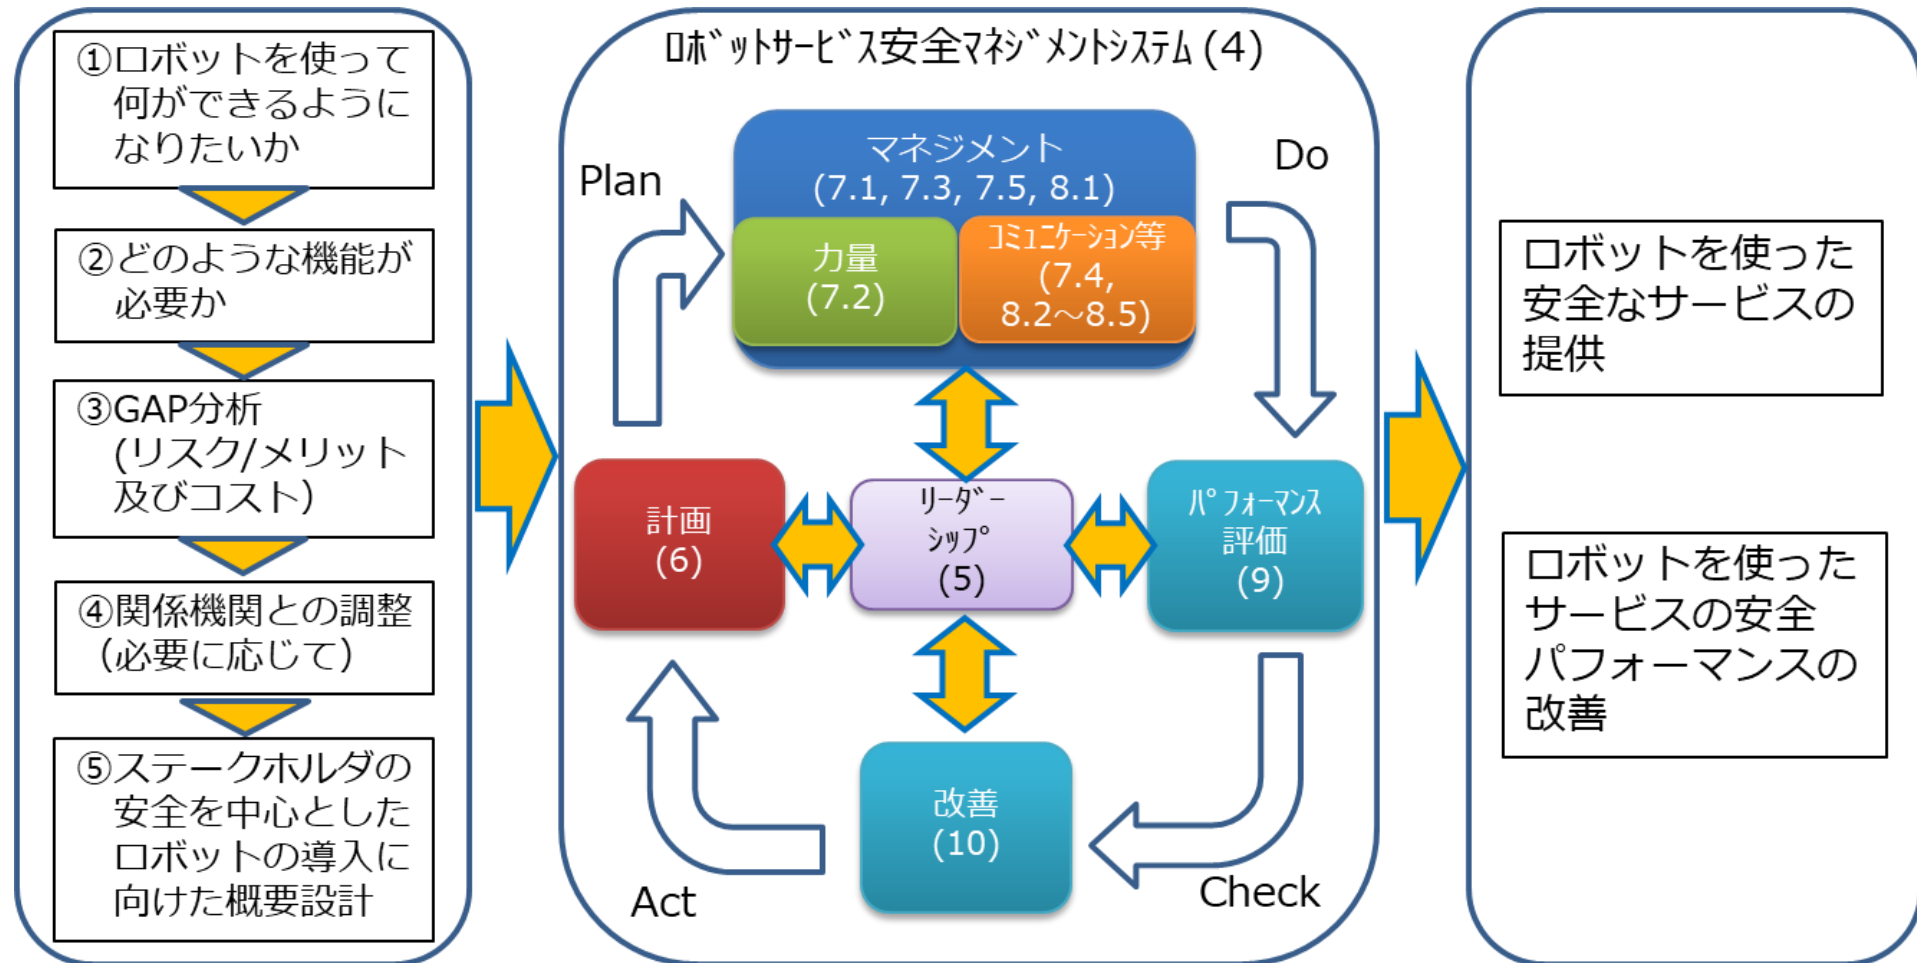 ①ロボットを使って
何ができるように
なりたいか
②どのような機能が
必要か
③GAP分析
(リスク/メリット
及びコスト）
④関係機関との調整
（必要に応じて）
⑤ステークホルダの
安全を中心とした
ロボットの導入に
向けた概要設計
ﾛﾎﾞｯﾄｻｰﾋﾞｽ安全ﾏﾈｼﾞﾒﾝﾄｼｽﾃﾑ(4)
Plan
Do
マネジメント
(7.1, 7.3, 7.5, 8.1)
力量
(7.2)
ｺﾐｭﾆｹｰｼｮﾝ等
(7.4,
8.2～8.5)
計画
(6)
ﾘｰﾀﾞｰ
ｼｯﾌﾟ
(5)
ﾊﾟﾌｫｰﾏﾝｽ
評価
(9)
改善
(10)
Act
Check
ロボットを使った
安全なサービスの
提供
ロボットを使った
サービスの安全
パフォーマンスの
改善